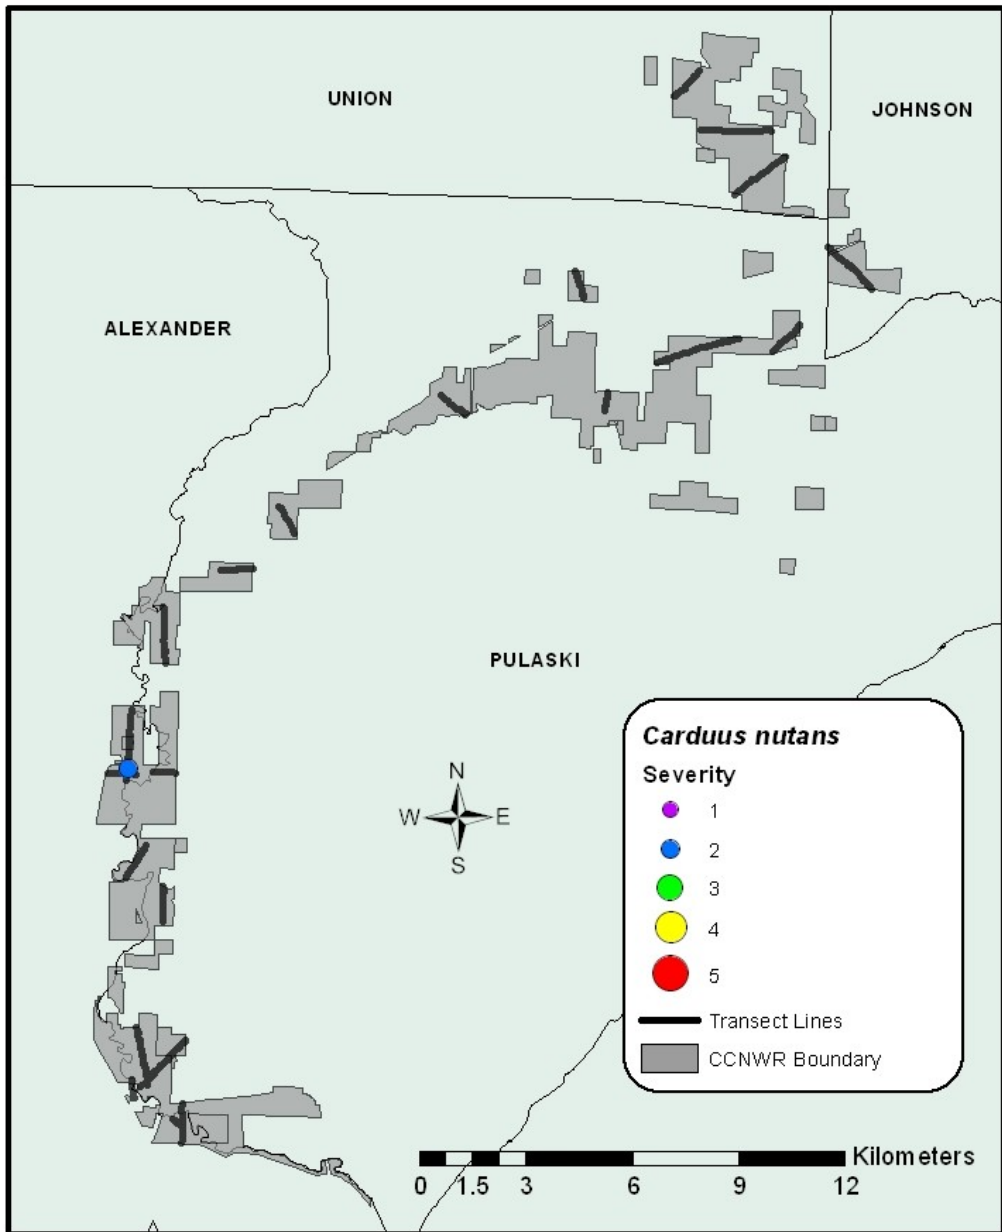 UNION
JOHNSON
ALEXANDER
PULASKI
N
W E
S
Carduus nutans
Severity
1
2
3
4
5
Transect Lines
CCNWR Boundary
Kilometers
0 1.5 3 6 9 12